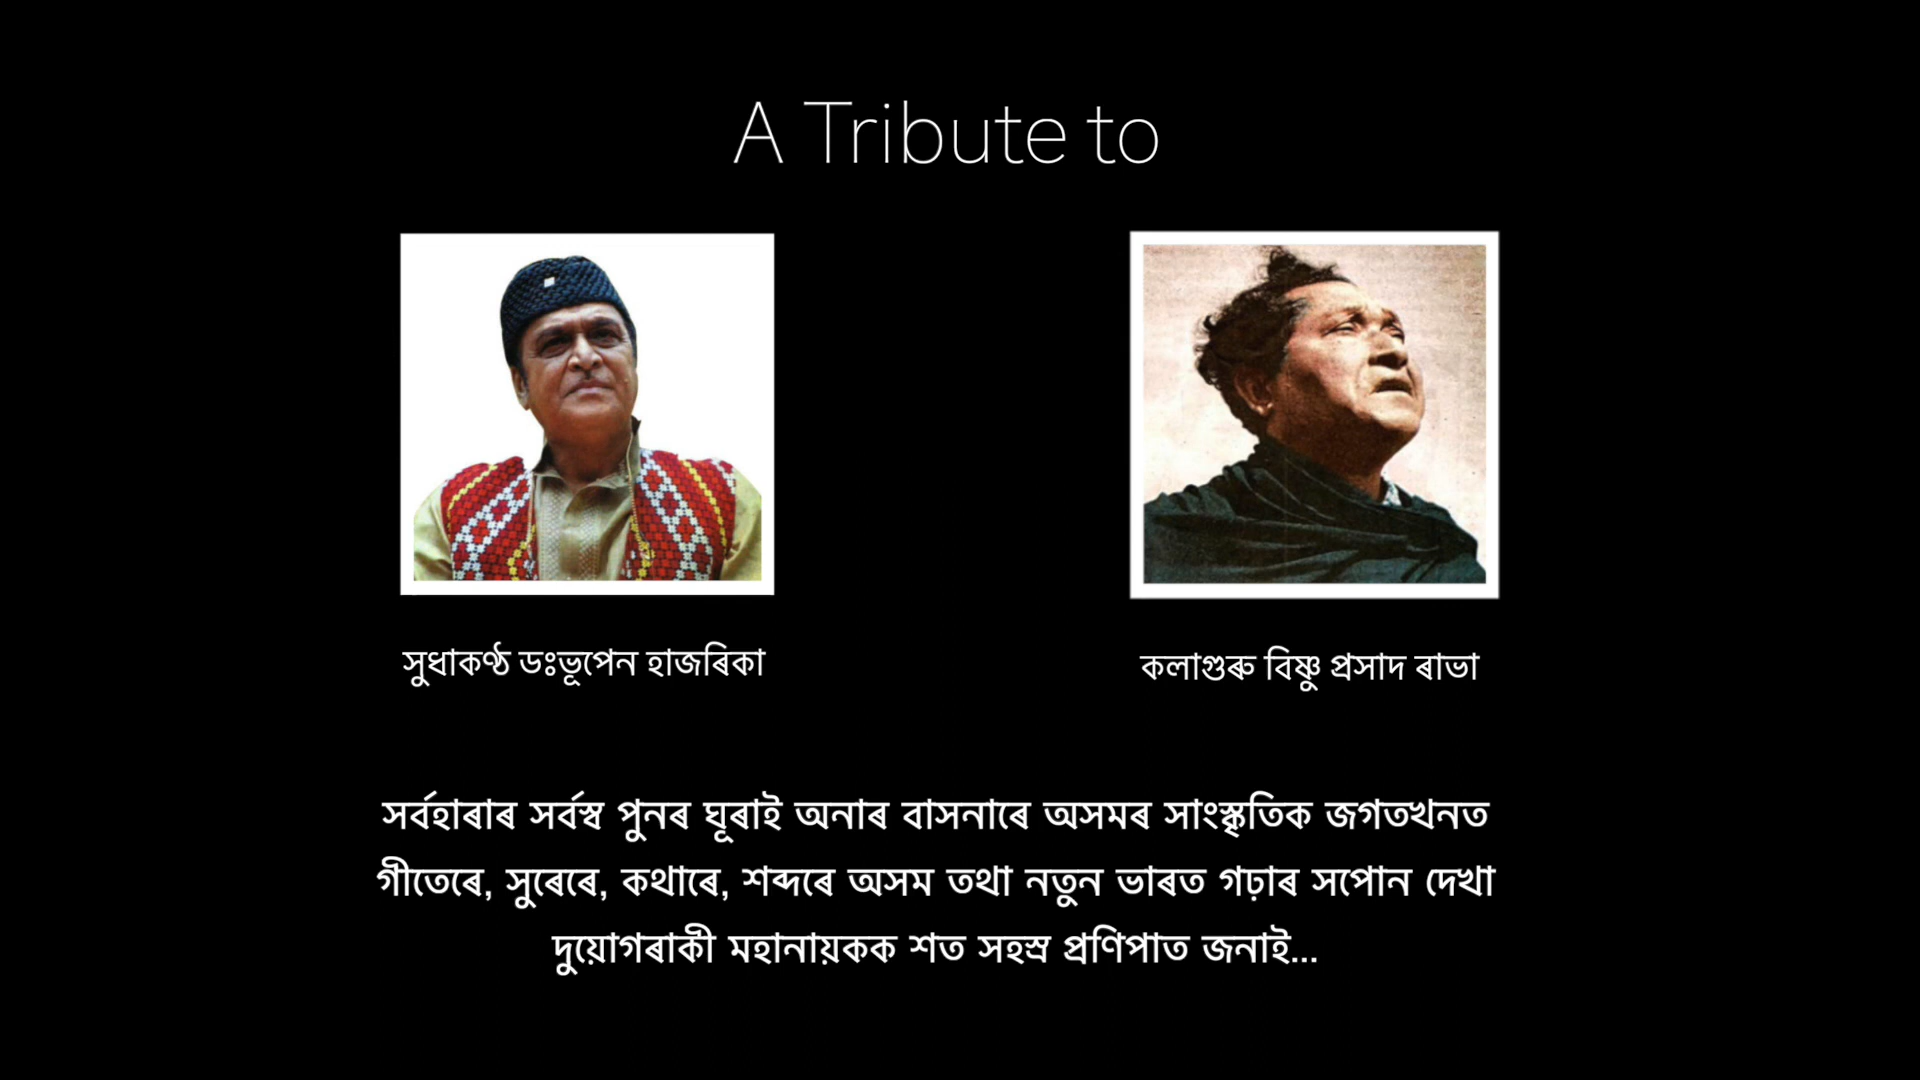 A Tribute to
সুধাকণ্ঠ ডঃভূপেন হাজৰিকা
কলাগুৰু বিষ্ণু প্ৰসাদ ৰাভা
সৰ্বহাৰাৰ সৰ্বস্ব পুনৰ ঘূৰাই অনাৰ বাসনাৰে অসমৰ সাংস্কৃতিক জগতখনত
গীতেৰে, সুৰেৰে, কথাৰে, শব্দৰে অসম তথা নতুন ভাৰত গঢ়াৰ সপোন দেখা
দুয়োগৰাকী মহানায়কক শত সহস্ৰ প্ৰণিপাত জনাই...